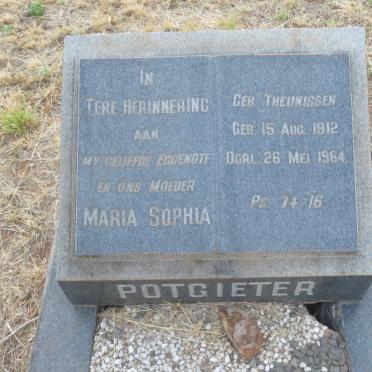 IN
TERE HERINNERING
AAN
MY GELIEFDE EGGENOTE
EN ONS MOEDER
MARIA SOPHIA
GEB. THEUNISSEN.
GEB. 15 AUG. 1912
OORL. 26 MEI 1964.
PS. 74-16
POTGIETER